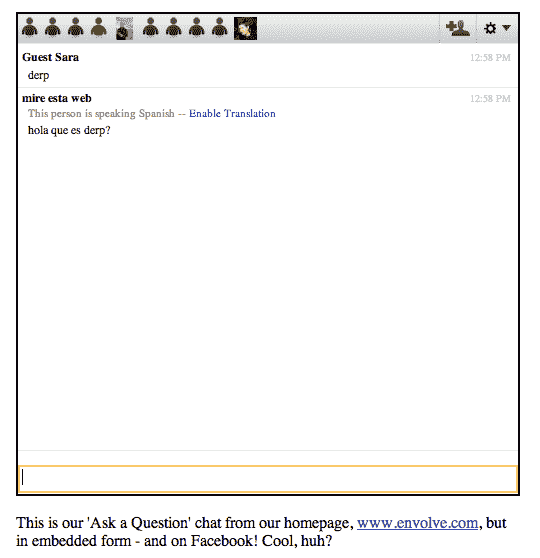 Guest Sara 12:58 PM
derp
mire esta web 12:58 PM
This person is speaking Spanish -- Enable Translation
hola que es derp?
This is our 'Ask a Question' chat from our homepage, www.envolve.com, but
in embedded form - and on Facebook! Cool, huh?